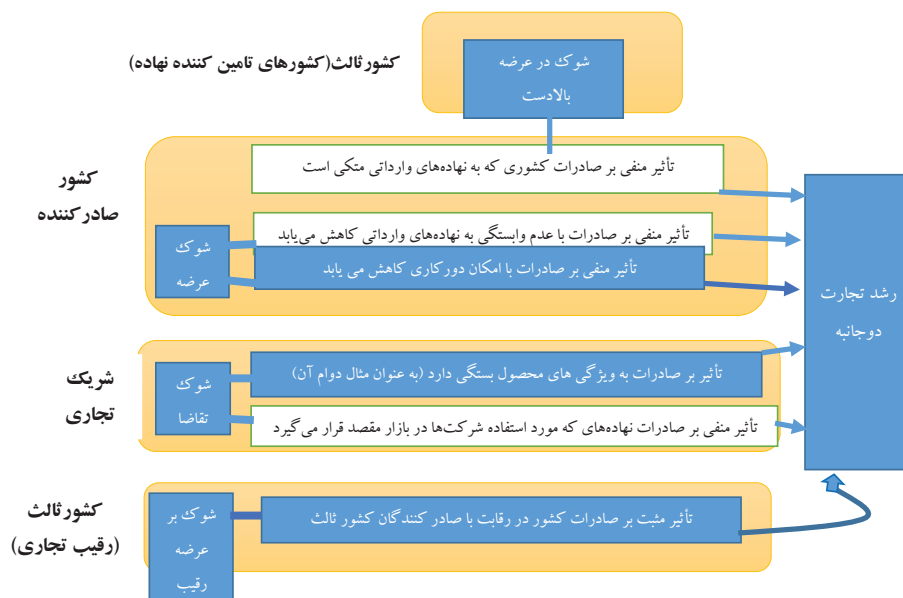 کشور ثالث(کشورهای تامین کننده نهاده)
شوک در عرضه
بالادست
کشور
صادرکننده
تأثیر منفی بر صادرات کشوری که به نهاده‌های وارداتی متکی است
شوک
عرضه
تأثیر منفی بر صادرات با عدم وابستگی به نهاده‌های وارداتی کاهش می‌یابد
تأثیر منفی بر صادرات با امکان دورکاری کاهش می یابد
رشد تجارت
دوجانبه
شریک
تجاری
شوک
تقاضا
تأثیر بر صادرات به ویژگی های محصول بستگی دارد (به عنوان مثال دوام آن)
تأثیر منفی بر صادرات نهاده‌های که مورد استفاده شرکت‌ها در بازار مقصد قرار می‌گیرد
کشور ثالث
(رقیب تجاری)
شوک بر
عرضه
رقیب
تأثیر مثبت بر صادرات کشور در رقابت با صادر کنندگان کشور ثالث